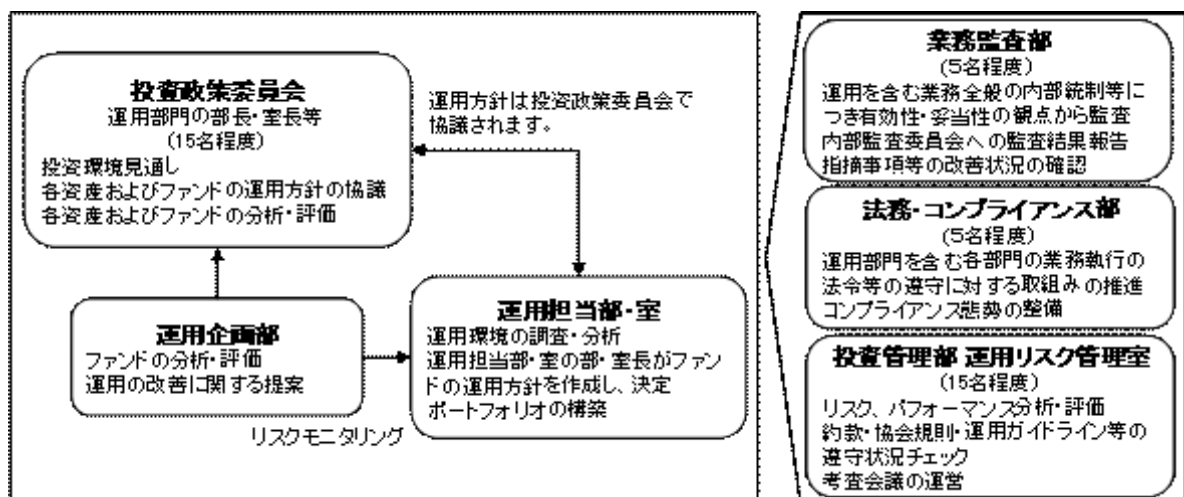 投資政策委員会
運用部門の部長・室長等
(15名程度)
投資環境見通し
各資産およびファンドの運用方針の協議
各資産およびファンドの分析・評価
運用方針は投資政策委員会で
協議されます。
運用企画部
ファンドの分析・評価
運用の改善に関する提案
運用担当部・室
運用環境の調査・分析
運用担当部・室の部・室長がファン
ドの運用方針を作成し、決定
ポートフォリオの構築
リスクモニタリング
業務監査部
(5名程度)
運用を含む業務全般の内部統制等に
つき有効性・妥当性の観点から監査
内部監査委員会への監査結果報告
指摘事項等の改善状況の確認
法務・コンプライアンス部
(5名程度)
運用部門を含む各部門の業務執行の
法令等の遵守に対する取組みの推進
コンプライアンス態勢の整備
投資管理部 運用リスク管理室
(15名程度)
リスク、パフォーマンス分析・評価
約款・協会規則・運用ガイドライン等の
遵守状況チェック
考査会議の運営